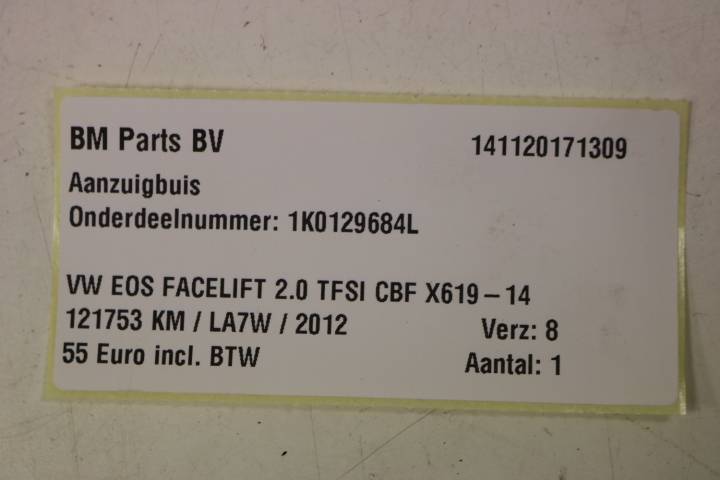 BM Parts BV 141120171309
Aanzuigbuis
Onderdeelnummer: 1K0129684L
VW EOS FACELIFT 2.0 TFSI CBF X619-14
121753 KM / LA7W / 2012 Verz: 8
55 Euro incl. BTW Aantal: 1